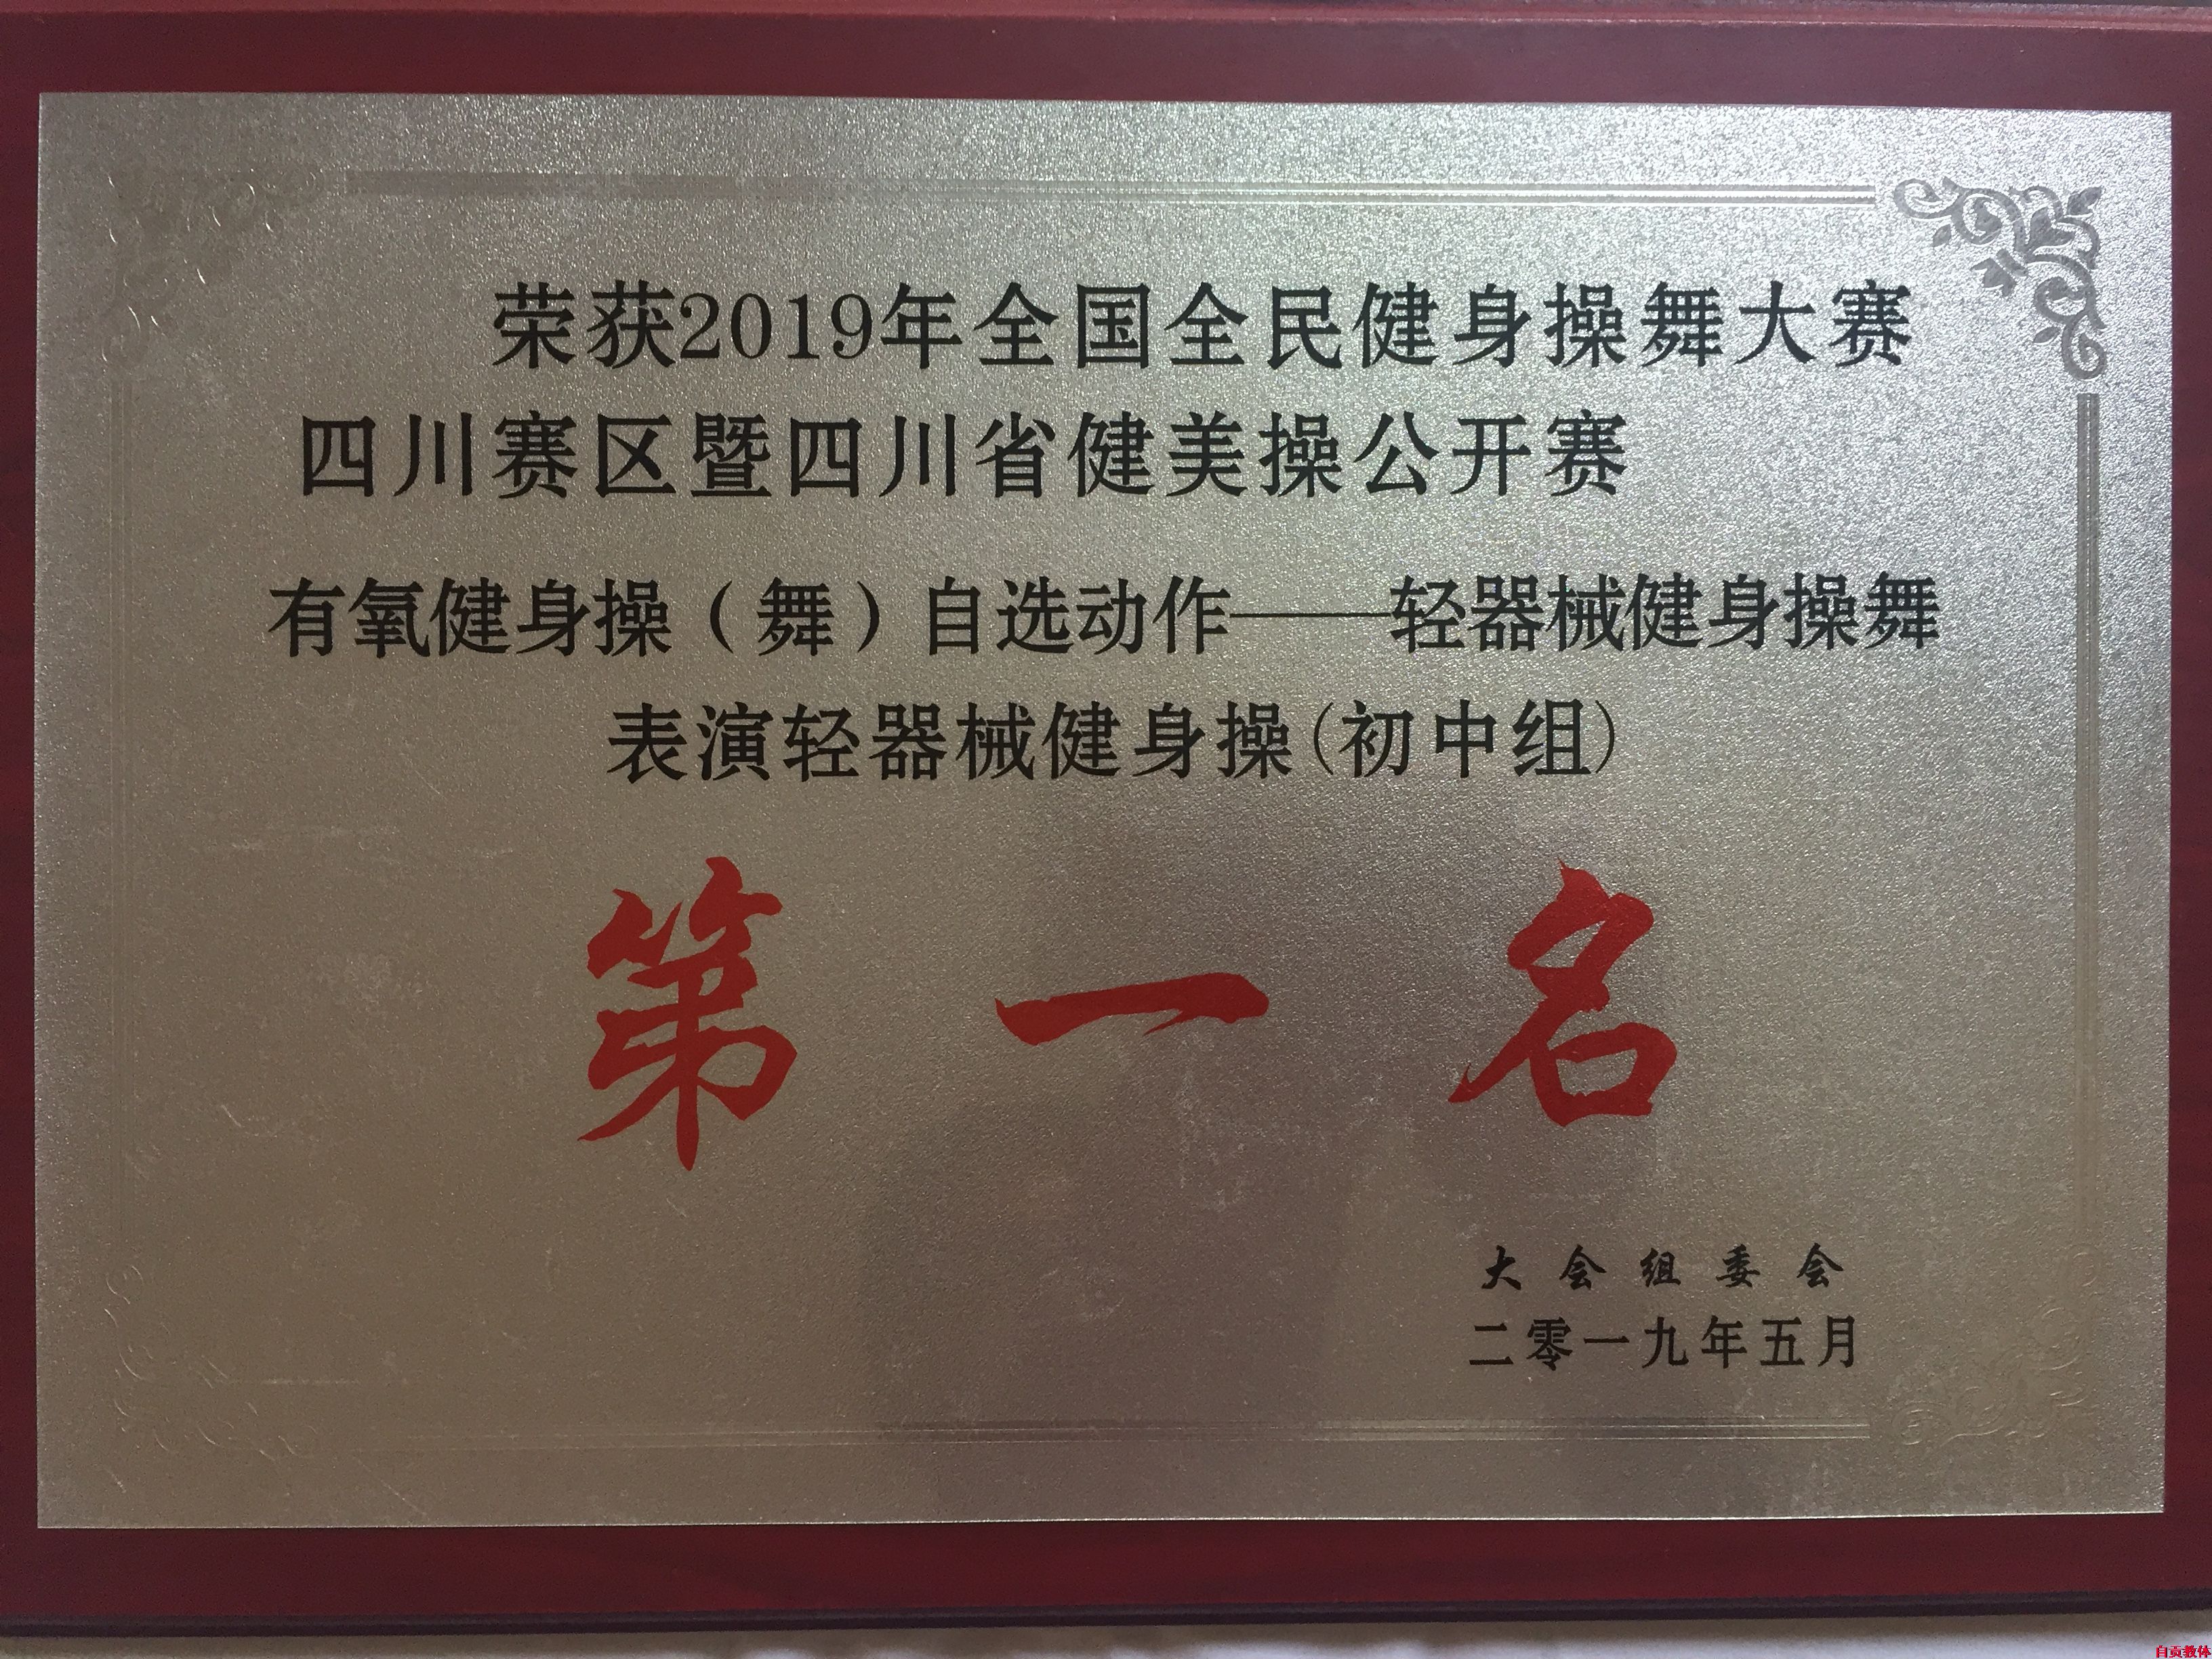 荣获2019年全国全民健身操舞大赛
四川赛区暨四川省健美操公开赛
有氧健身操（舞）自选动作——轻器械健身操舞
表演轻器械健身操(初中组)
第一名
大会组委会
二零一九年五月
自贡教体